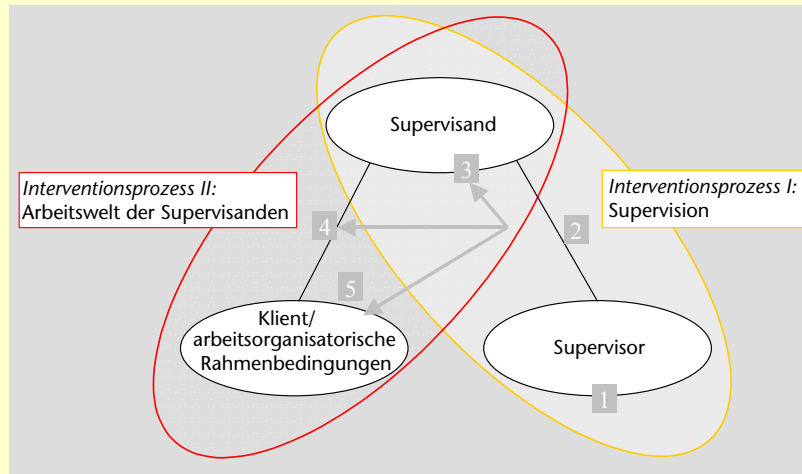 Supervisand
3
Interventionsprozess II:
Arbeitswelt der Supervisanden
Interventionsprozess I:
Supervision
4
2
5
Klient/
arbeitsorganisatorische
Rahmenbedingungen
Supervisor
1